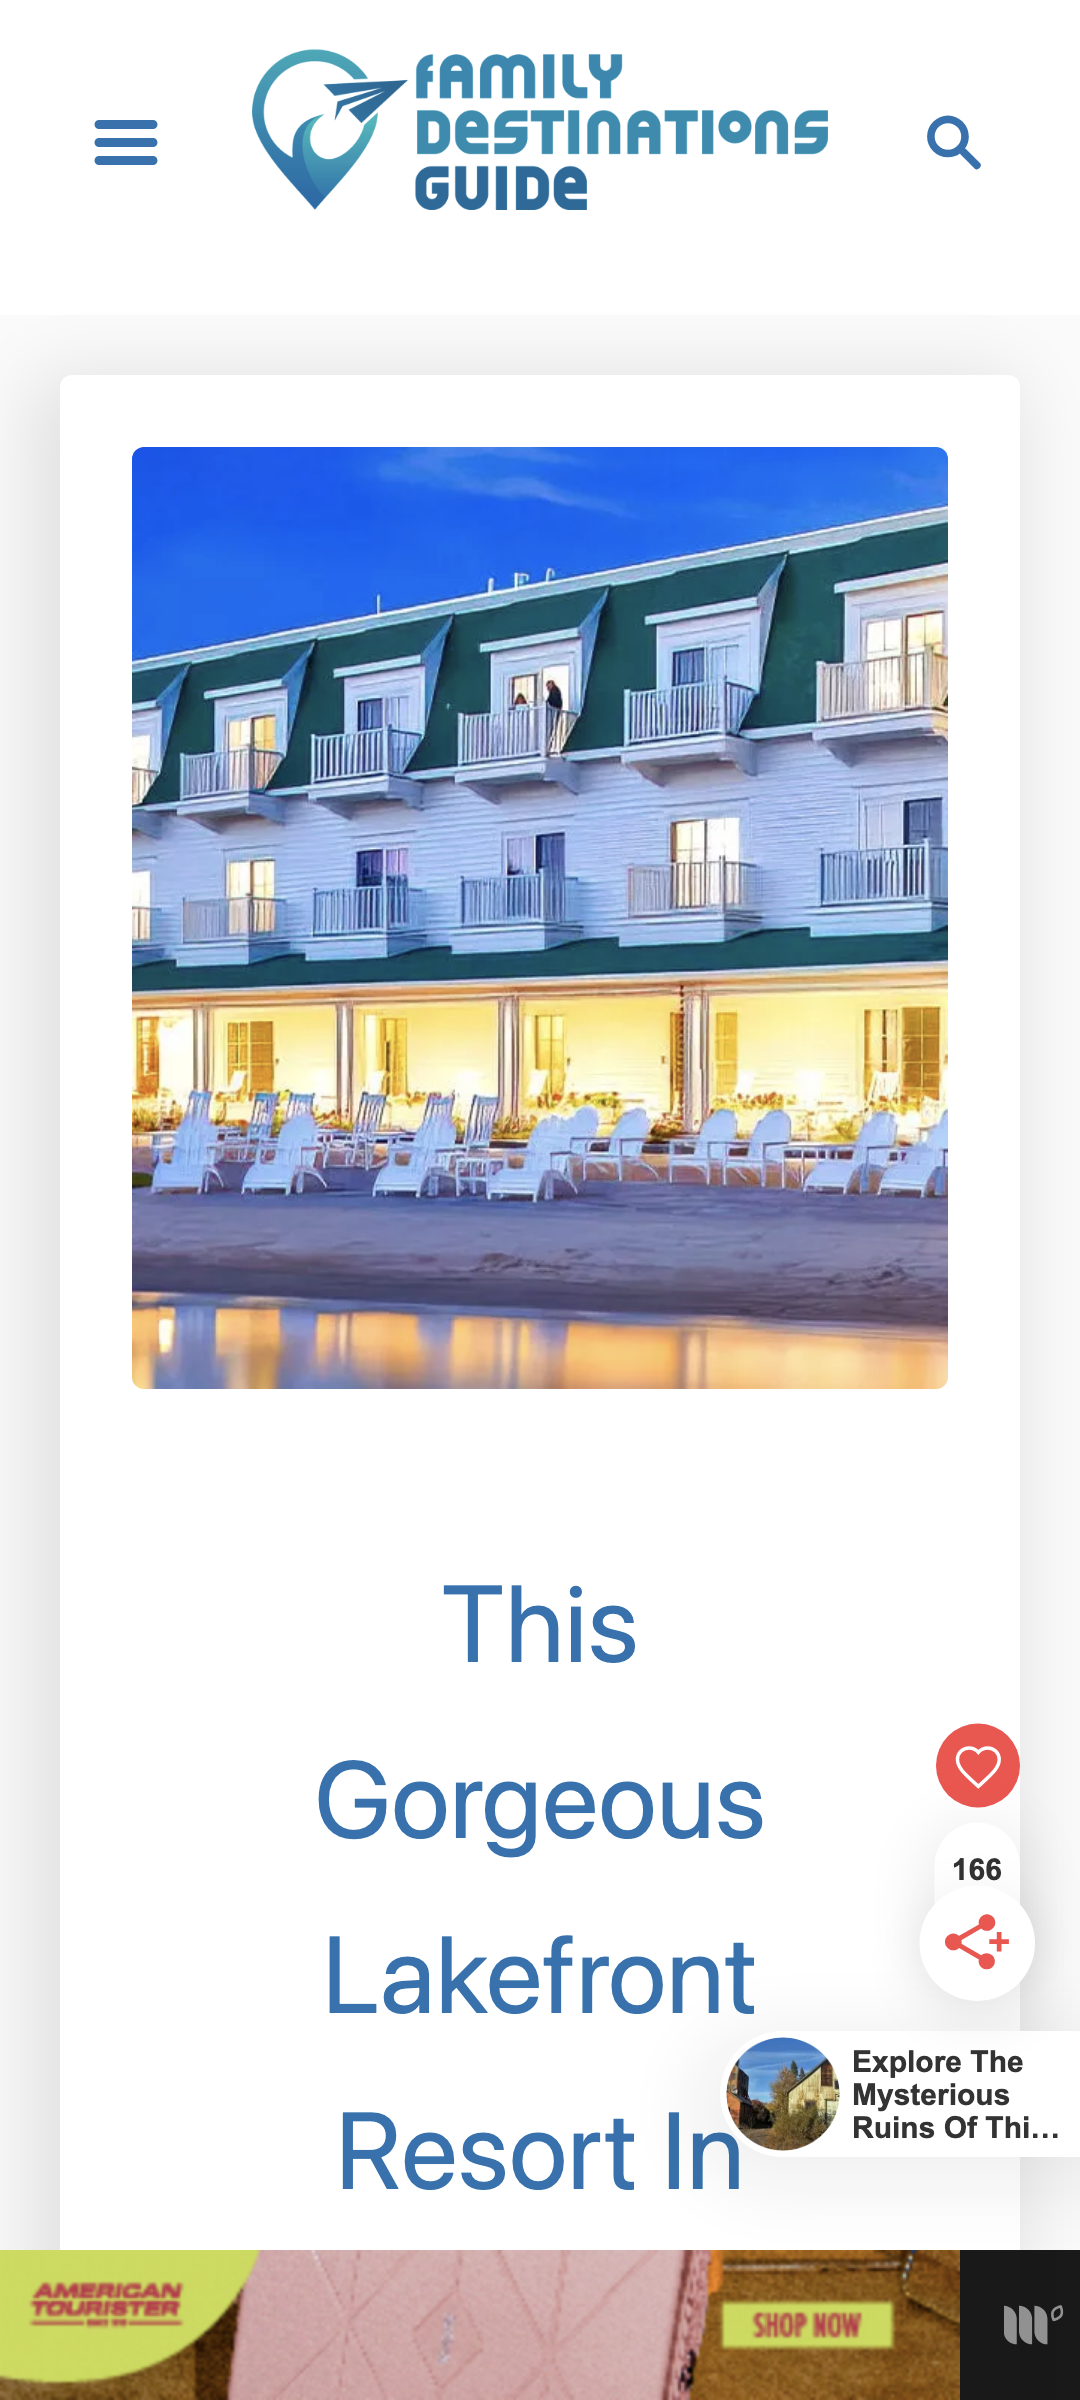 FAMILY
DESTINATIONS
GUIDE
This
Gorgeous
Lakefront
Resort In
166
Explore The
Mysterious
Ruins Of Thi...
AMERICAN
TOURISTER
SHOP NOW